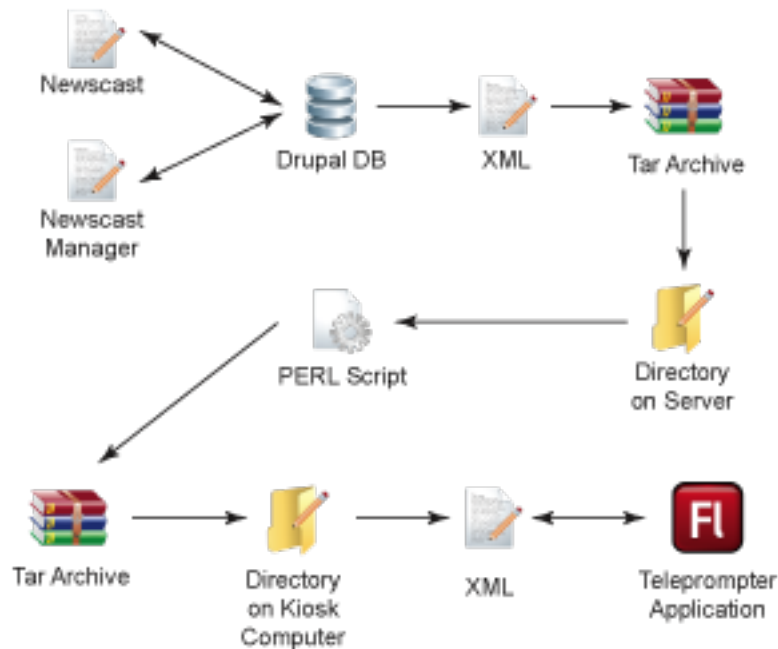 Newscast
Drupal DB
XML
Tar Archive
Newscast
Manager
PERL Script
Directory
on Server
Tar Archive
Directory
on Kiosk
Computer
XML
Fl
Teleprompter
Application